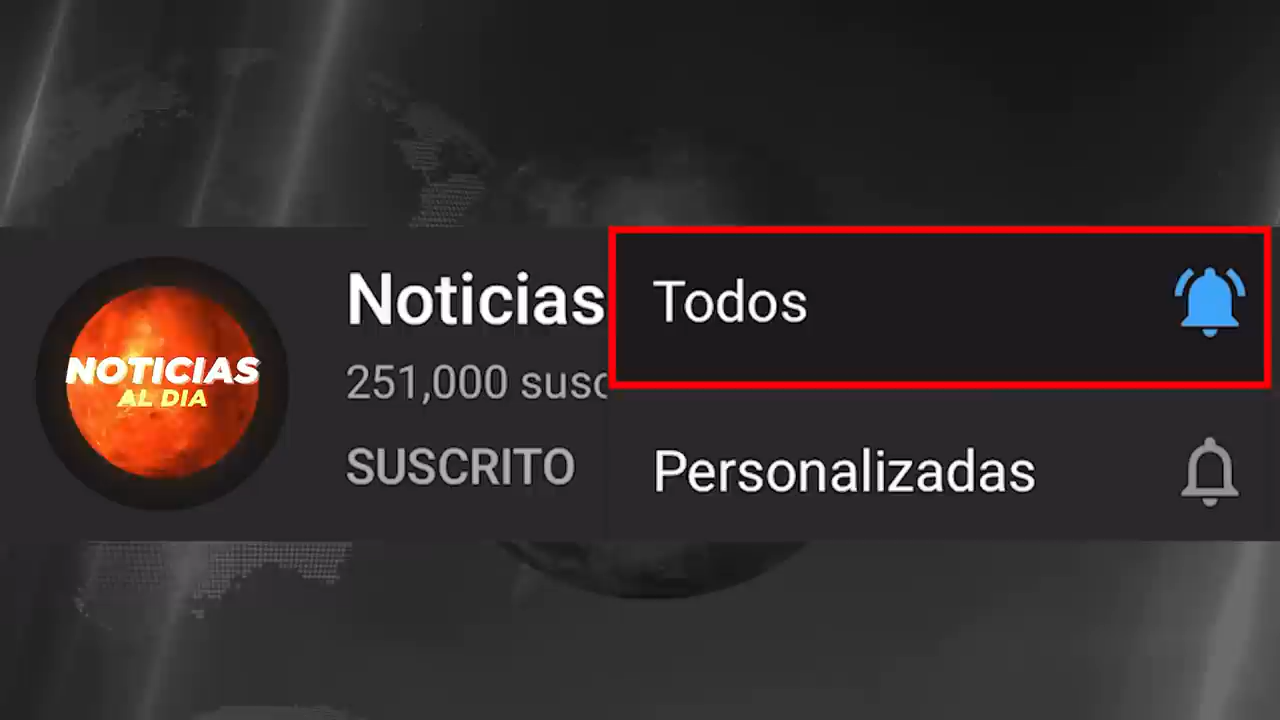 NOTICIAS
AL DIA
Noticias
251,000 susc
SUSCRITO
Todos
Personalizadas